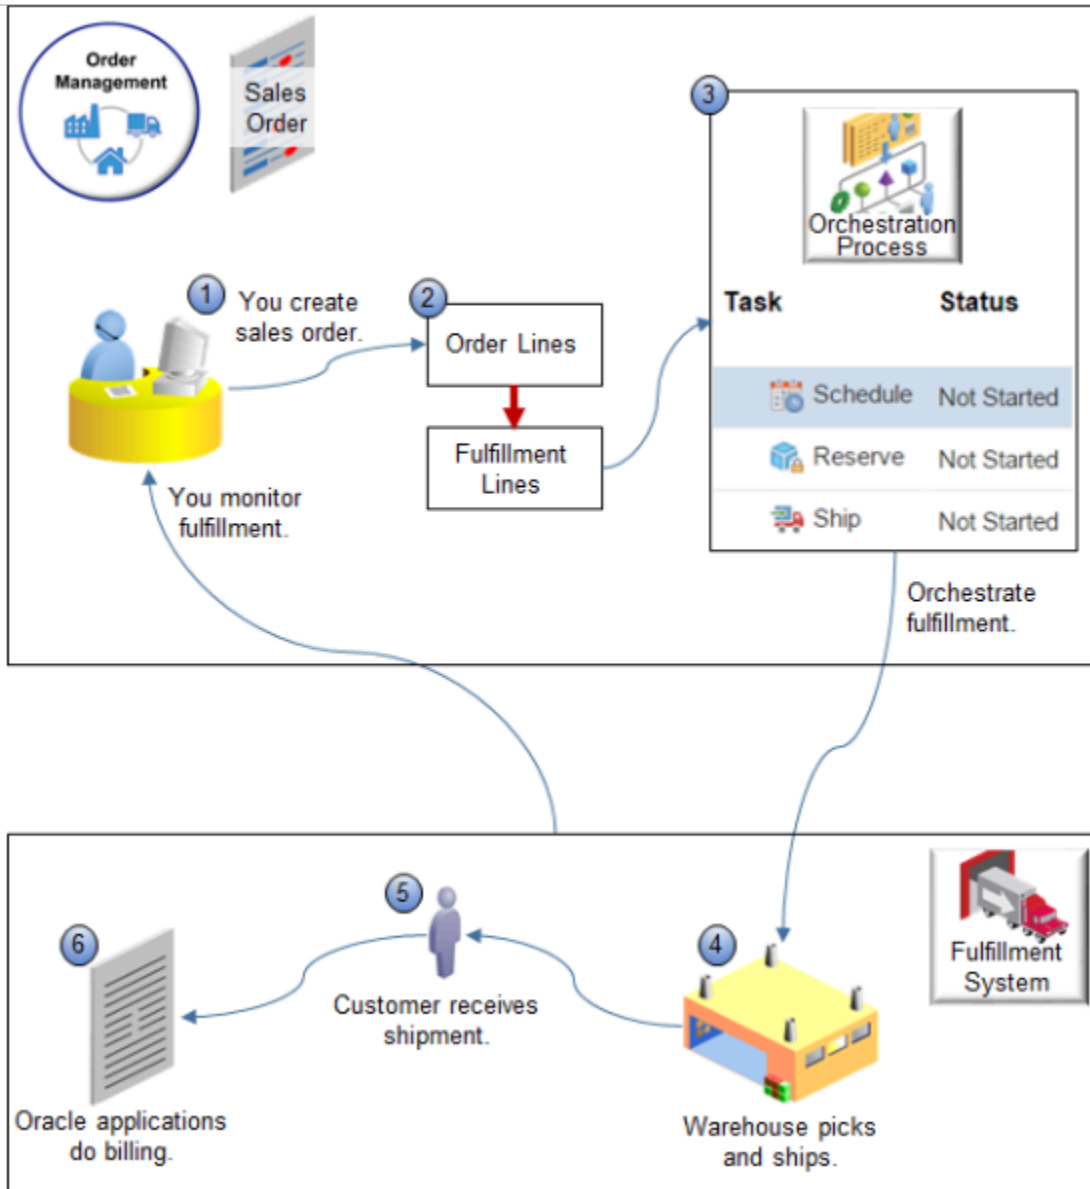 Order
Management
Sales
Order
1
You create
sales order.
2
Order Lines
Fulfillment
Lines
3
Orchestration
Process
Task Status
Schedule Not Started
Reserve Not Started
Ship Not Started
You monitor
fulfillment.
Orchestrate
fulfillment.
Fulfillment
System
4
Warehouse picks
and ships.
5
Customer receives
shipment.
6
Oracle applications
do billing.